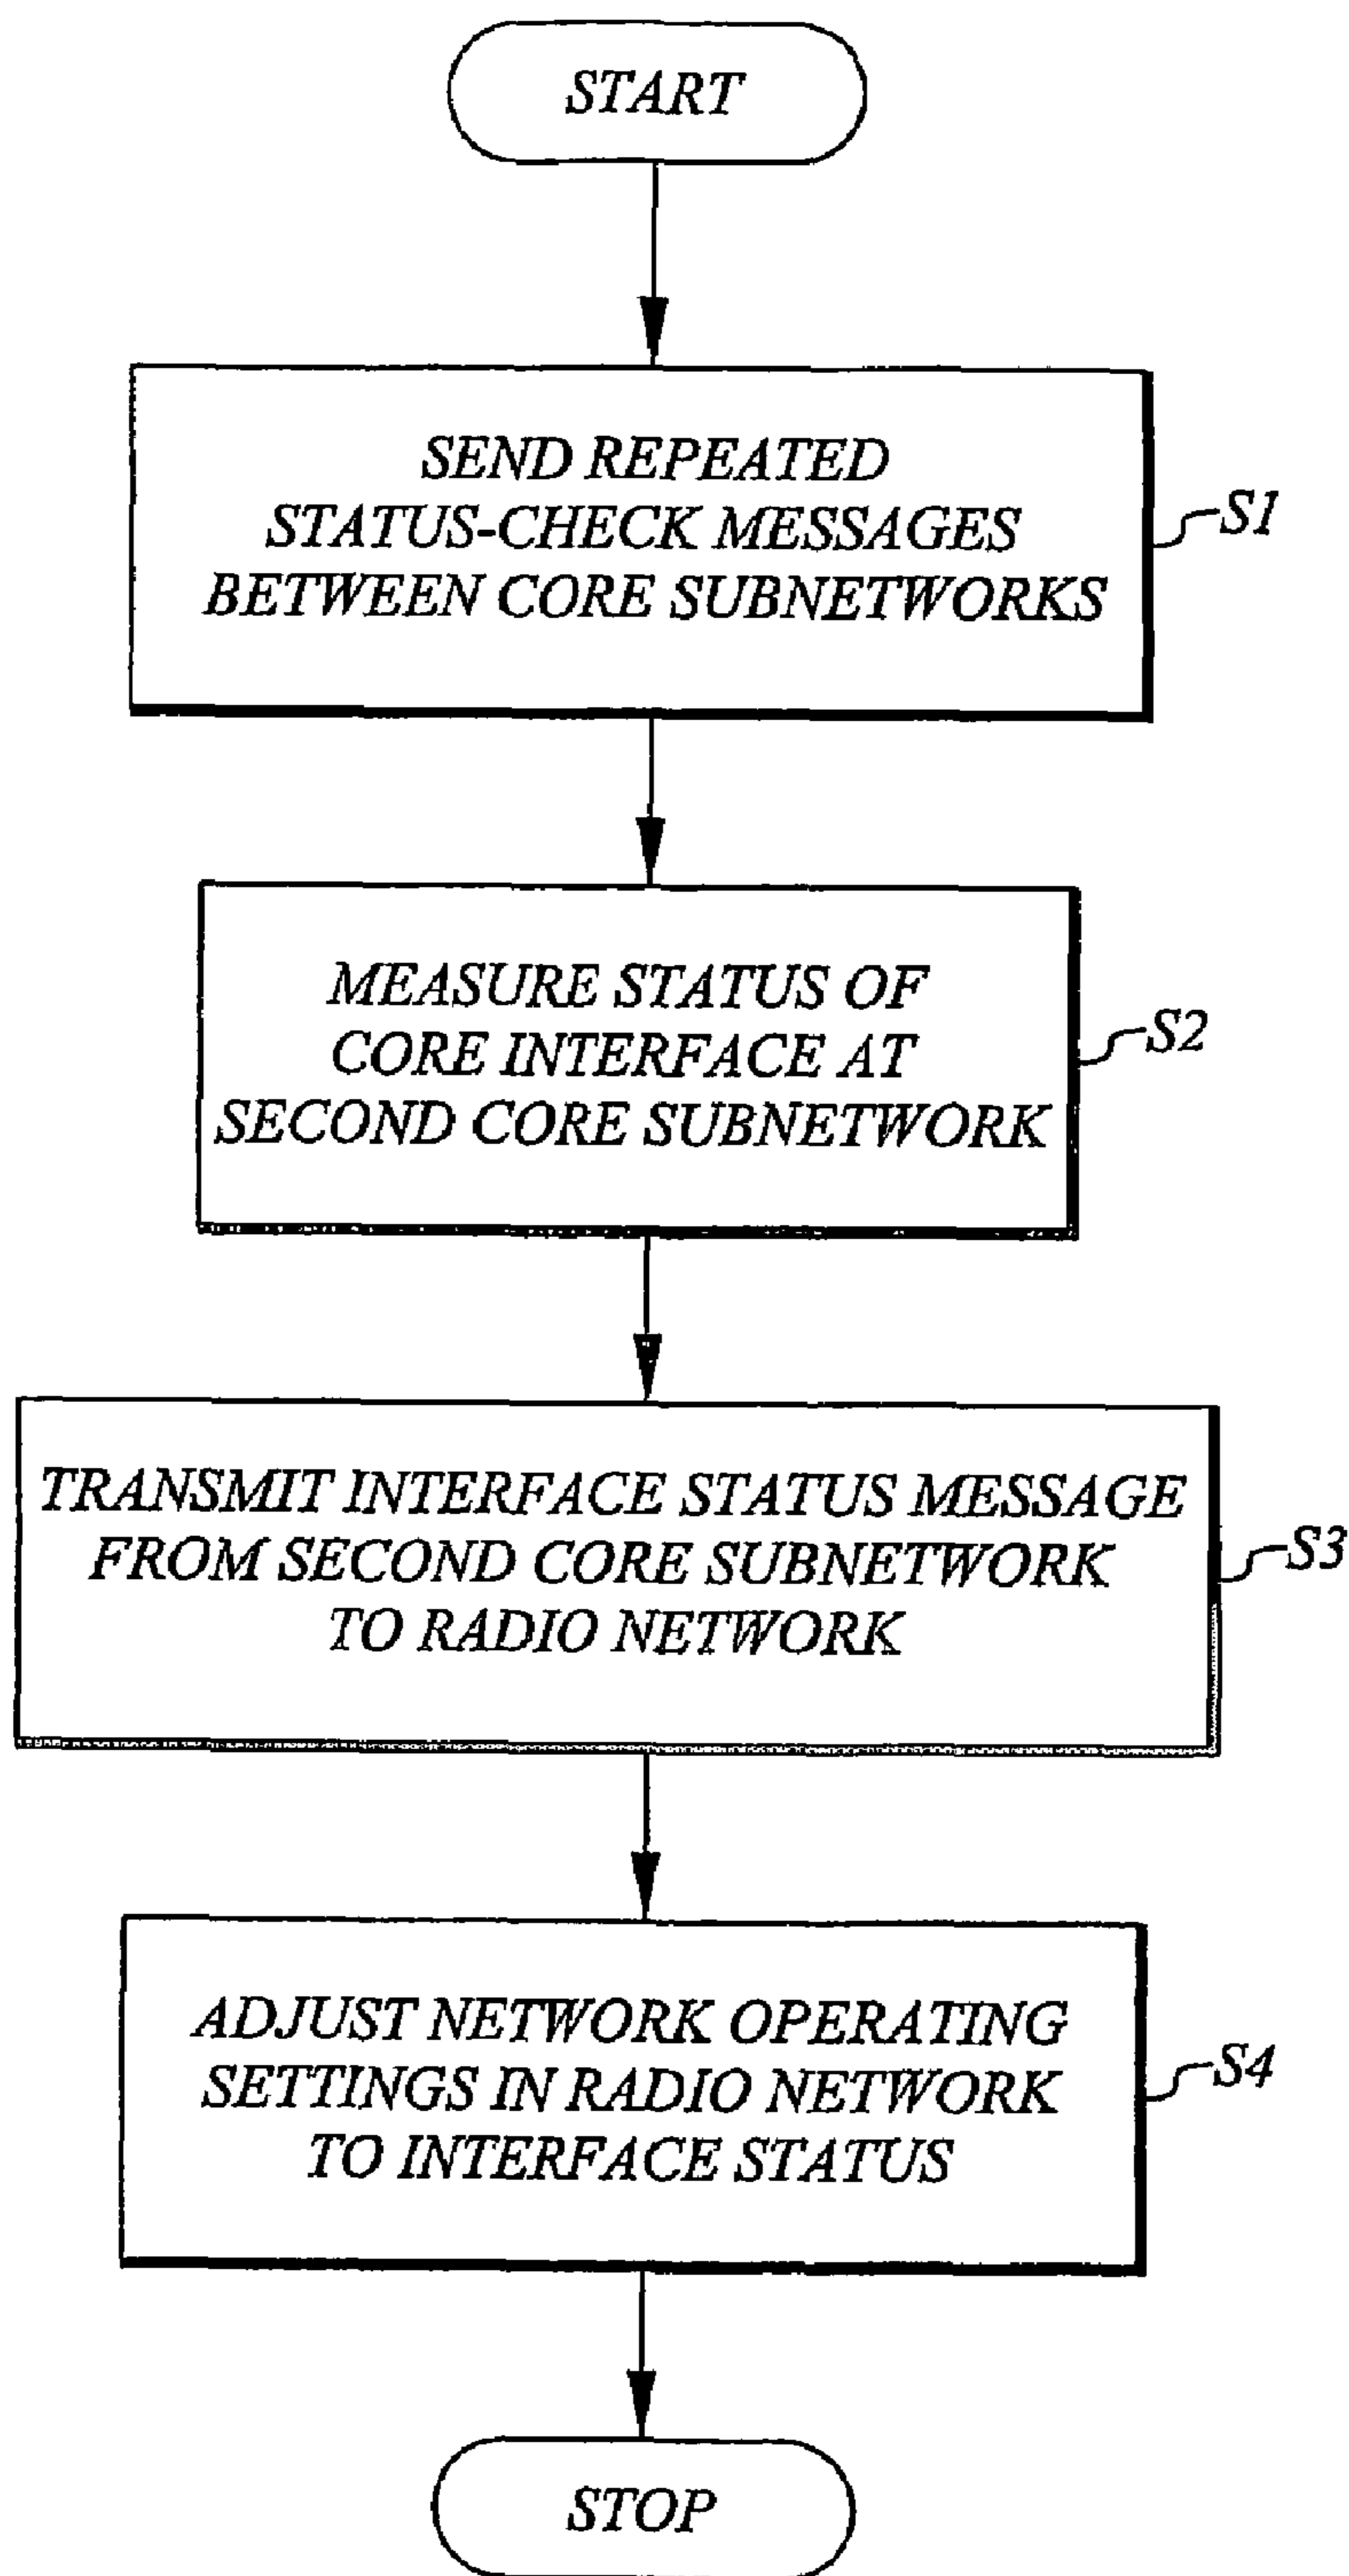 START
SEND REPEATED
STATUS-CHECK MESSAGES
BETWEEN CORE SUBNETWORKS
S1
MEASURE STATUS OF
CORE INTERFACE AT
SECOND CORE SUBNETWORK
S2
TRANSMIT INTERFACE STATUS MESSAGE
FROM SECOND CORE SUBNETWORK
TO RADIO NETWORK
S3
ADJUST NETWORK OPERATING
SETTINGS IN RADIO NETWORK
TO INTERFACE STATUS
S4
STOP